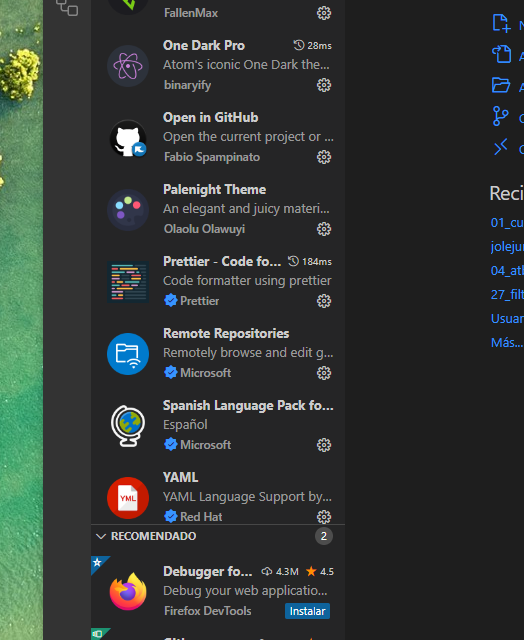 FallenMax
One Dark Pro 28ms
Atom's iconic One Dark the...
binaryify
Open in GitHub
Open the current project or ...
Fabio Spampinato
Palenight Theme
An elegant and juicy materi...
Olaolu Olawuyi
Prettier - Code fo... 184ms
Code formatter using prettier
Prettier
Remote Repositories
Remotely browse and edit g...
Microsoft
Spanish Language Pack fo...
Español
Microsoft
YML
YAML
YAML Language Support by...
Red Hat
RECOMENDADO 2
Debugger fo... 4.3M 4.5
Debug your web applicatio...
Firefox DevTools Instalar
Reci
01_cu
jolejur
04_atl
27_filt
Usuar
Más...